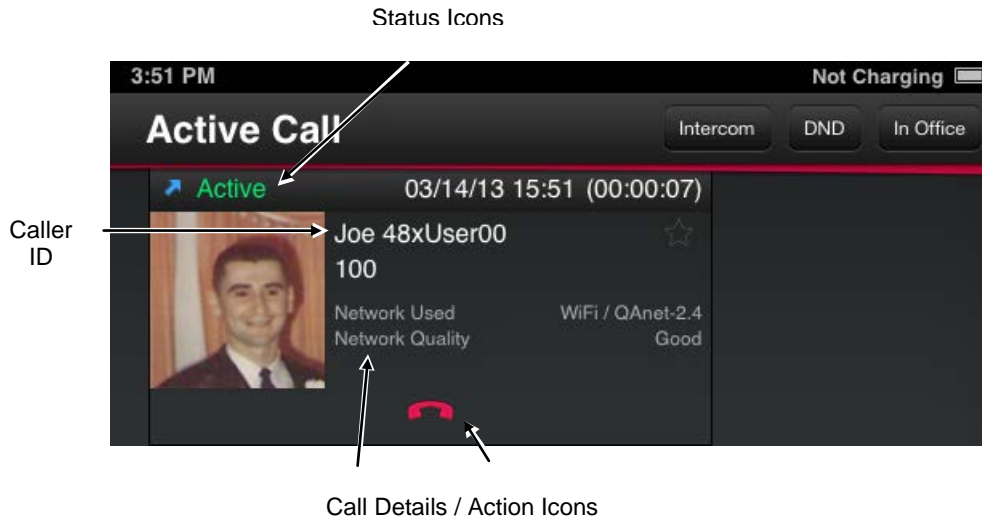 Status Icons
3:51 PM Not Charging
Active Call Intercom DND In Office
Active 03/14/13 15:51 (00:00:07)
Caller
ID
Joe 48xUser00
100
Network Used WiFi / QAnet-2.4
Network Quality Good
Call Details / Action Icons